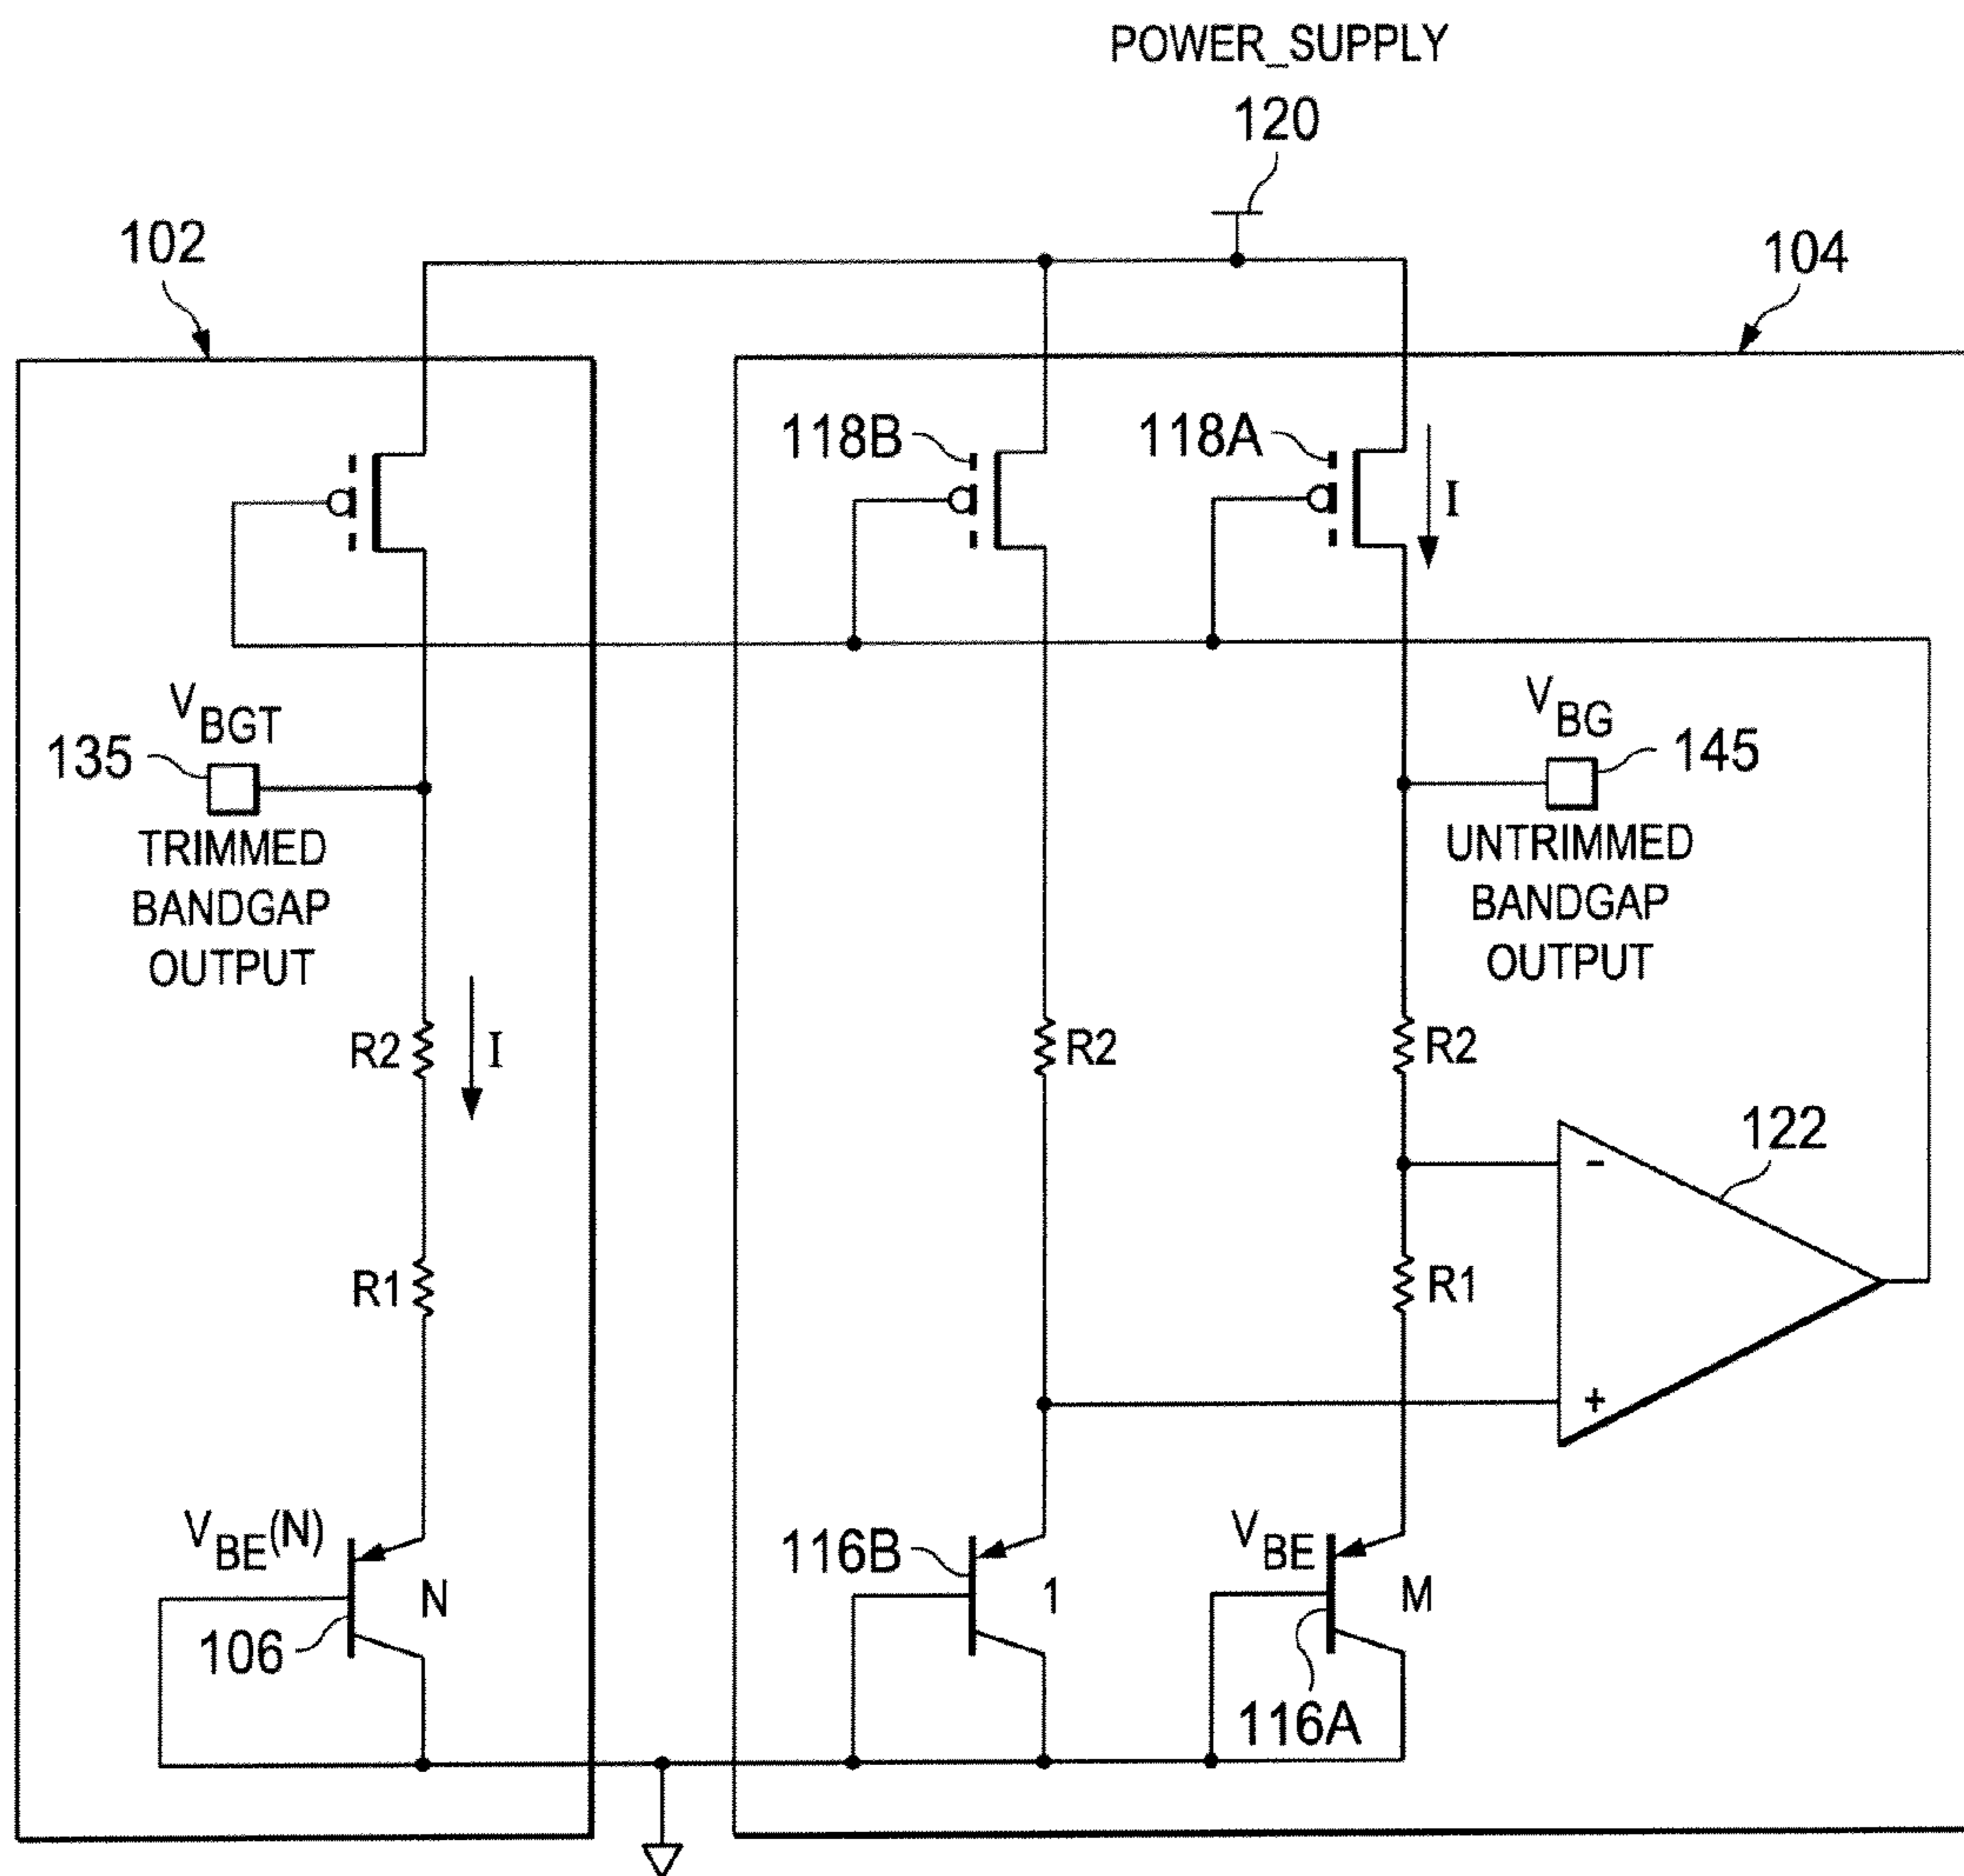 POWER_SUPPLY
120
102
104
118B
118A
I
VBGT
135
TRIMMED
BANDGAP
OUTPUT
VBG
145
UNTRIMMED
BANDGAP
OUTPUT
R2
I
R2
R2
122
-
R1
R1
+
VBE(N)
N
106
116B
1
VBE
M
116A